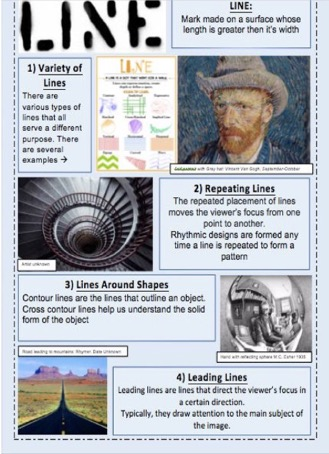 LINE
LINE:
Mark made on a surface whose
length is greater then it's width
1) Variety of
Lines
There are
various types of
lines that all
serve a different
purpose. There
are several
examples →
LINE
with Grey hat: Vincent Van Gogh, September-October
2) Repeating Lines
The repeated placement of lines
moves the viewer's focus from one
point to another.
Rhythmic designs are formed any
time a line is repeated to form a
pattern
Artist unknown
3) Lines Around Shapes
Contour lines are the lines that outline an object.
Cross contour lines help us understand the solid
form of the object
Hand with reflecting sphere M.C. Esher 1935
Road leading to mountains: Rhymer. Date Unknown
4) Leading Lines
Leading lines are lines that direct the viewer's focus in
a certain direction.
Typically, they draw attention to the main subject of
the image.